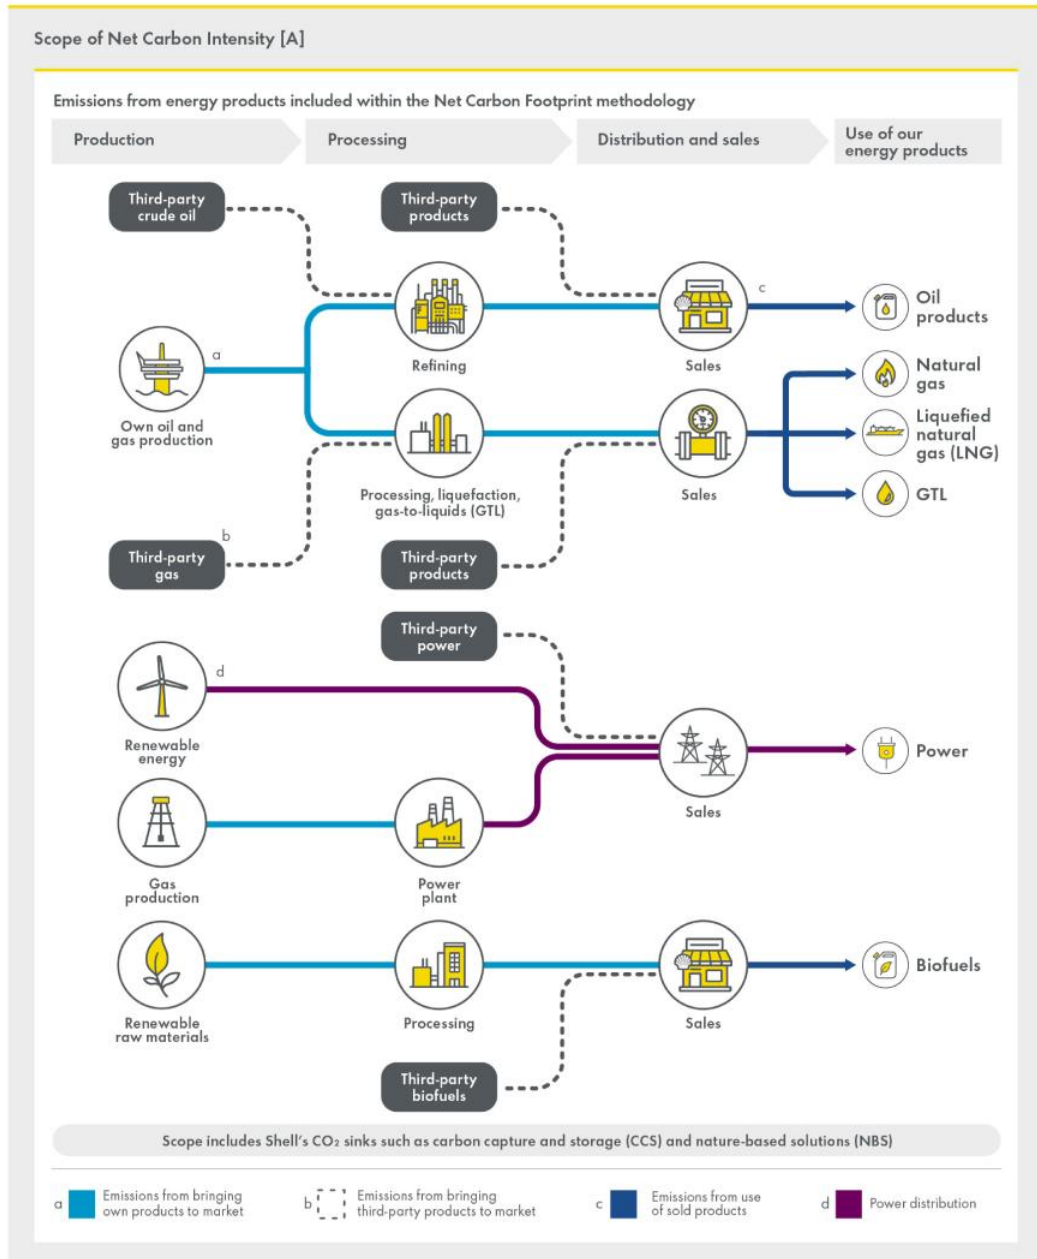 Scope of Net Carbon Intensity [A]
Emissions from energy products included within the Net Carbon Footprint methodology
Production
Processing
Distribution and sales
Use of our
energy products
Third-party
crude oil
Third-party
products
c
Oil
products
Refining
Sales
a
Own oil and
gas production
Natural
gas
Liquefied
natural
gas (LNG)
GTL
Processing, liquefaction,
gas-to-liquids (GTL)
Sales
b
Third-party
gas
Third-party
products
Third-party
power
d
Renewable
energy
Sales
Power
Gas
production
Power
plant
Renewable
raw materials
Processing
Sales
Biofuels
Third-party
biofuels
Scope includes Shell's CO₂ sinks such as carbon capture and storage (CCS) and nature-based solutions (NBS)
a
Emissions from bringing
own products to market
b
Emissions from bringing
third-party products to market
c
Emissions from use
of sold products
d
Power distribution